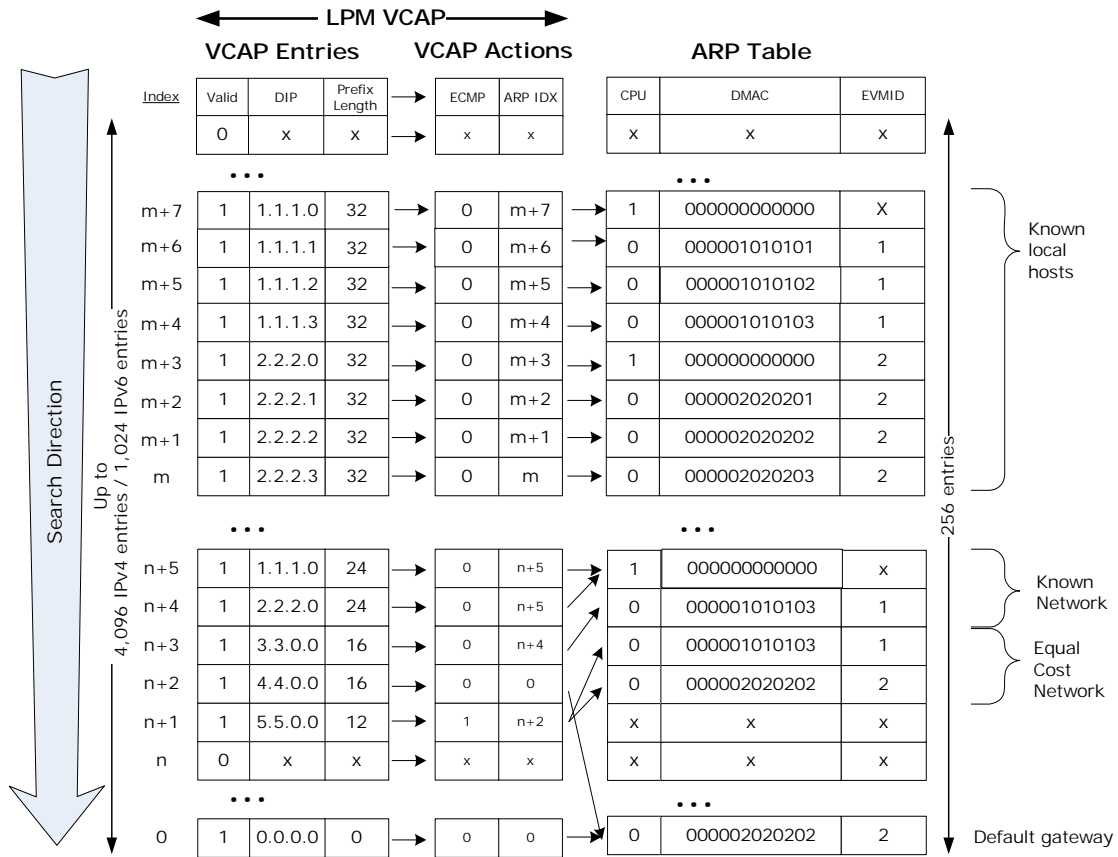 LPM VCAP
VCAP Entries VCAP Actions ARP Table
Index Valid DIP Prefix Length ECMP ARP IDX CPU DMAC EVMID
0 x x x x x x x
... ...
m+7 1 1.1.1.0 32 0 m+7 1 000000000000 X
m+6 1 1.1.1.1 32 0 m+6 0 000001010101 1
m+5 1 1.1.1.2 32 0 m+5 0 000001010102 1
m+4 1 1.1.1.3 32 0 m+4 0 000001010103 1
m+3 1 2.2.2.0 32 0 m+3 1 000000000000 2
m+2 1 2.2.2.1 32 0 m+2 0 000002020201 2
m+1 1 2.2.2.2 32 0 m+1 0 000002020202 2
m 1 2.2.2.3 32 0 m 0 000002020203 2
... ...
n+5 1 1.1.1.0 24 0 n+5 1 000000000000 x
n+4 1 2.2.2.0 24 0 n+5 0 000001010103 1
n+3 1 3.3.0.0 16 0 n+4 0 000001010103 1
n+2 1 4.4.0.0 16 0 0 0 000002020202 2
n+1 1 5.5.0.0 12 1 n+2 x x x
n 0 x x x x x x x
... ...
0 1 0.0.0.0 0 0 0 0 000002020202 2 Default gateway
Search Direction
Up to
4,096 IPv4 entries / 1,024 IPv6 entries
256 entries
Known
local
hosts
Known
Network
Equal
Cost
Network